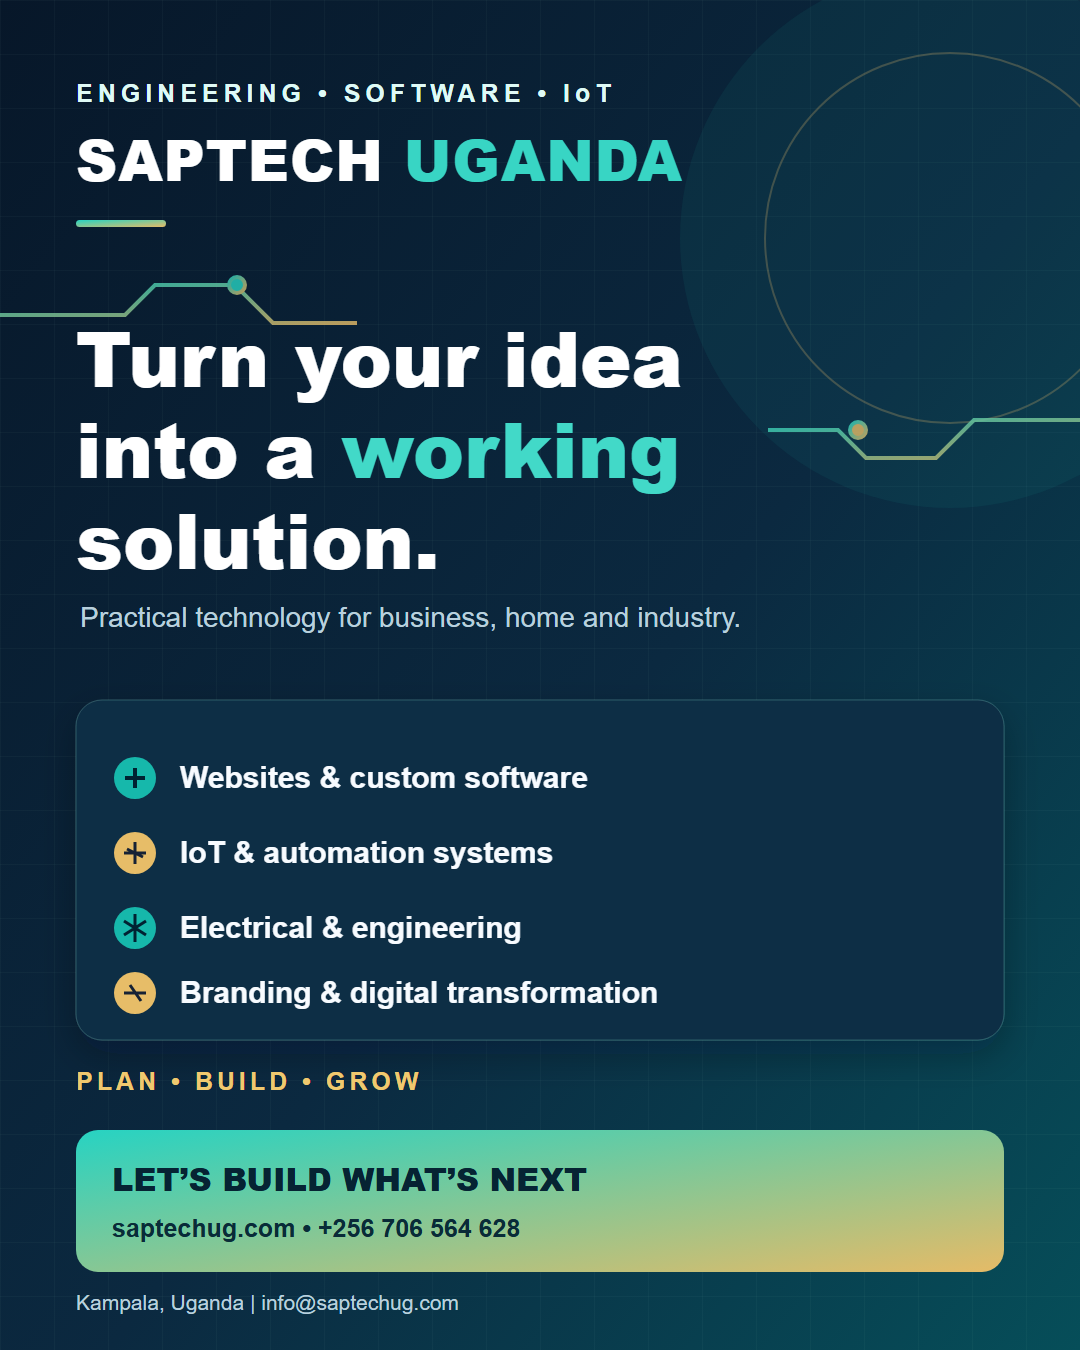 ENGINEERING • SOFTWARE • IoT
SAPTECH UGANDA
Turn your idea
into a working
solution.
Practical technology for business, home and industry.
Websites & custom software
IoT & automation systems
Electrical & engineering
Branding & digital transformation
PLAN • BUILD • GROW
LET’S BUILD WHAT’S NEXT
saptechug.com • +256 706 564 628
Kampala, Uganda | info@saptechug.com